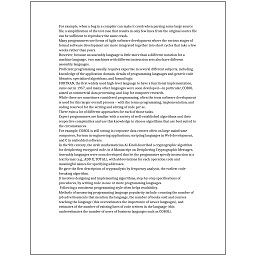 For example, when a bug in a compiler can make it crash when parsing some large source
file, a simplification of the test case that results in only few lines from the original source file
can be sufficient to reproduce the same crash.
Many programmers use forms of Agile software development where the various stages of
formal software development are more integrated together into short cycles that take a few
weeks rather than years.
However, because an assembly language is little more than a different notation for a
machine language, two machines with different instruction sets also have different
assembly languages.
Proficient programming usually requires expertise in several different subjects, including
knowledge of the application domain, details of programming languages and generic code
libraries, specialized algorithms, and formal logic.
FORTRAN, the first widely used high-level language to have a functional implementation,
came out in 1957, and many other languages were soon developed—in particular, COBOL
aimed at commercial data processing, and Lisp for computer research.
While these are sometimes considered programming, often the term software development
is used for this larger overall process – with the terms programming, implementation, and
coding reserved for the writing and editing of code per se.
There exist a lot of different approaches for each of those tasks.
Expert programmers are familiar with a variety of well-established algorithms and their
respective complexities and use this knowledge to choose algorithms that are best suited to
the circumstances.
For example, COBOL is still strong in corporate data centers often on large mainframe
computers, Fortran in engineering applications, scripting languages in Web development,
and C in embedded software.
In the 9th century, the Arab mathematician Al-Kindi described a cryptographic algorithm
for deciphering encrypted code, in A Manuscript on Deciphering Cryptographic Messages.
Assembly languages were soon developed that let the programmer specify instruction in a
text format (e.g., ADD X, TOTAL), with abbreviations for each operation code and
meaningful names for specifying addresses.
He gave the first description of cryptanalysis by frequency analysis, the earliest code-
breaking algorithm.
It involves designing and implementing algorithms, step-by-step specifications of
procedures, by writing code in one or more programming languages.
Following a consistent programming style often helps readability.
Methods of measuring programming language popularity include: counting the number of
job advertisements that mention the language, the number of books sold and courses
teaching the language (this overestimates the importance of newer languages), and
estimates of the number of existing lines of code written in the language (this
underestimates the number of users of business languages such as COBOL).